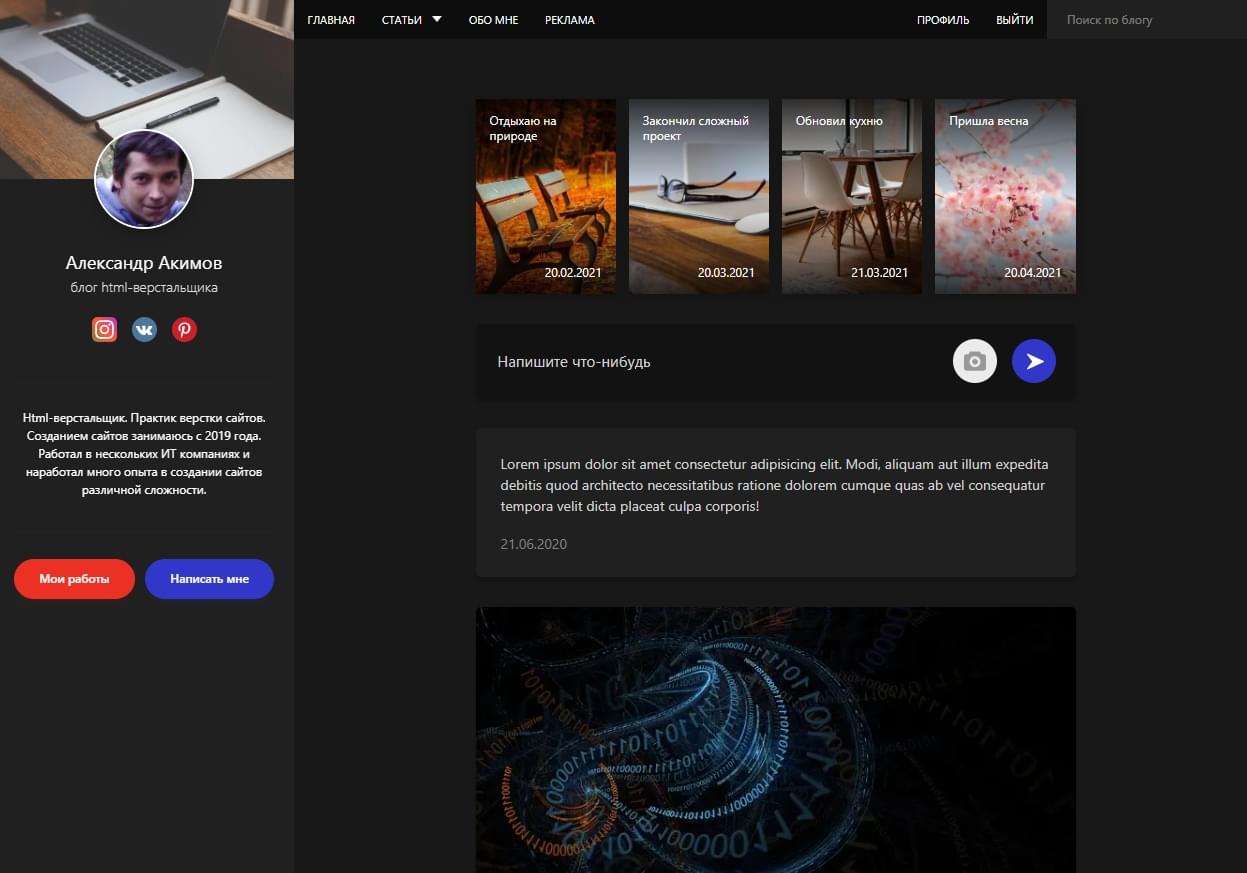 ГЛАВНАЯ СТАТЬИ ОБО МНЕ РЕКЛАМА ПРОФИЛЬ ВЫЙТИ Поиск по блогу
Александр Акимов
блог html-верстальщика
Html-верстальщик. Практик верстки сайтов.
Созданием сайтов занимаюсь с 2019 года.
Работал в нескольких ИТ компаниях и
наработал много опыта в создании сайтов
различной сложности.
Мои работы
Написать мне
Отдыхаю на
природе
20.02.2021
Закончил сложный
проект
20.03.2021
Обновил кухню
21.03.2021
Пришла весна
20.04.2021
Напишите что-нибудь
Lorem ipsum dolor sit amet consectetur adipisicing elit. Modi, aliquam aut illum expedita
debitis quod architecto necessitatibus ratione dolorem cumque quas ab vel consequatur
tempora velit dicta placeat culpa corporis!
21.06.2020